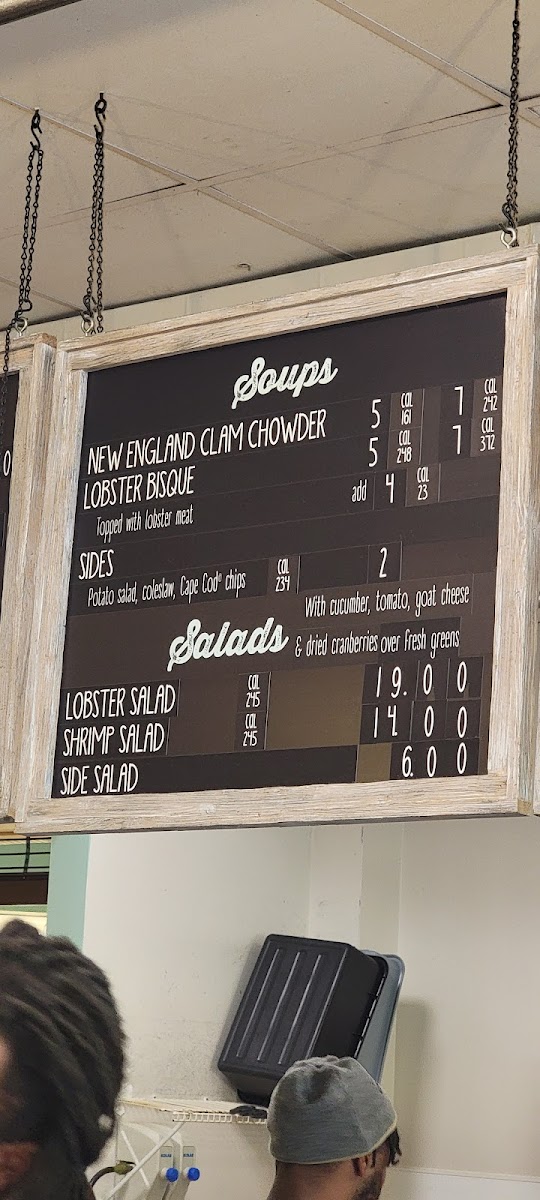 Soups
NEW ENGLAND CLAM CHOWDER 5 CAL 161 7 CAL 242
LOBSTER BISQUE 5 CAL 248 7 CAL 372
Topped with lobster meat add 4 CAL 23
SIDES 2
Potato salad, coleslaw, Cape Cod® chips CAL 234
Salads With cucumber, tomato, goat cheese
& dried cranberries over fresh greens
LOBSTER SALAD CAL 245 19.00
SHRIMP SALAD CAL 245 14.00
SIDE SALAD 6.00
0